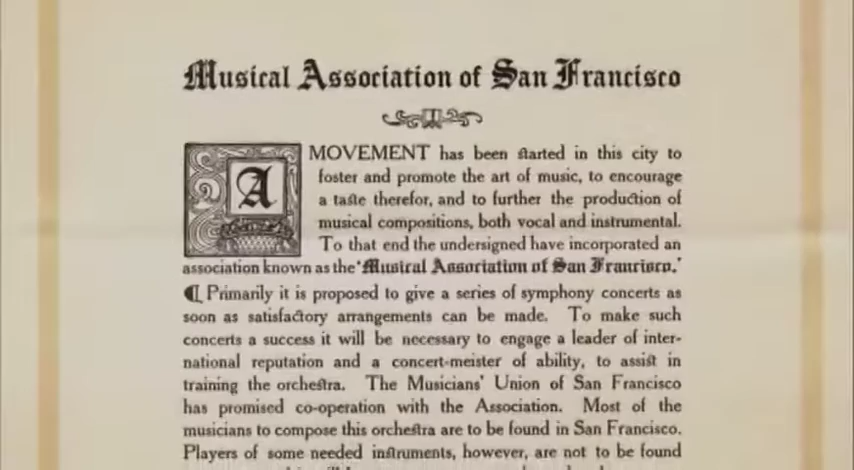 Musical Association of San Francisco
A MOVEMENT has been started in this city to
foster and promote the art of music, to encourage
a taste therefor, and to further the production of
musical compositions, both vocal and instrumental.
To that end the undersigned have incorporated an
association known as the ‘Musical Association of San Francisco.’
¶ Primarily it is proposed to give a series of symphony concerts as
soon as satisfactory arrangements can be made. To make such
concerts a success it will be necessary to engage a leader of inter-
national reputation and a concert-meister of ability, to assist in
training the orchestra. The Musicians’ Union of San Francisco
has promised co-operation with the Association. Most of the
musicians to compose this orchestra are to be found in San Francisco.
Players of some needed instruments, however, are not to be found